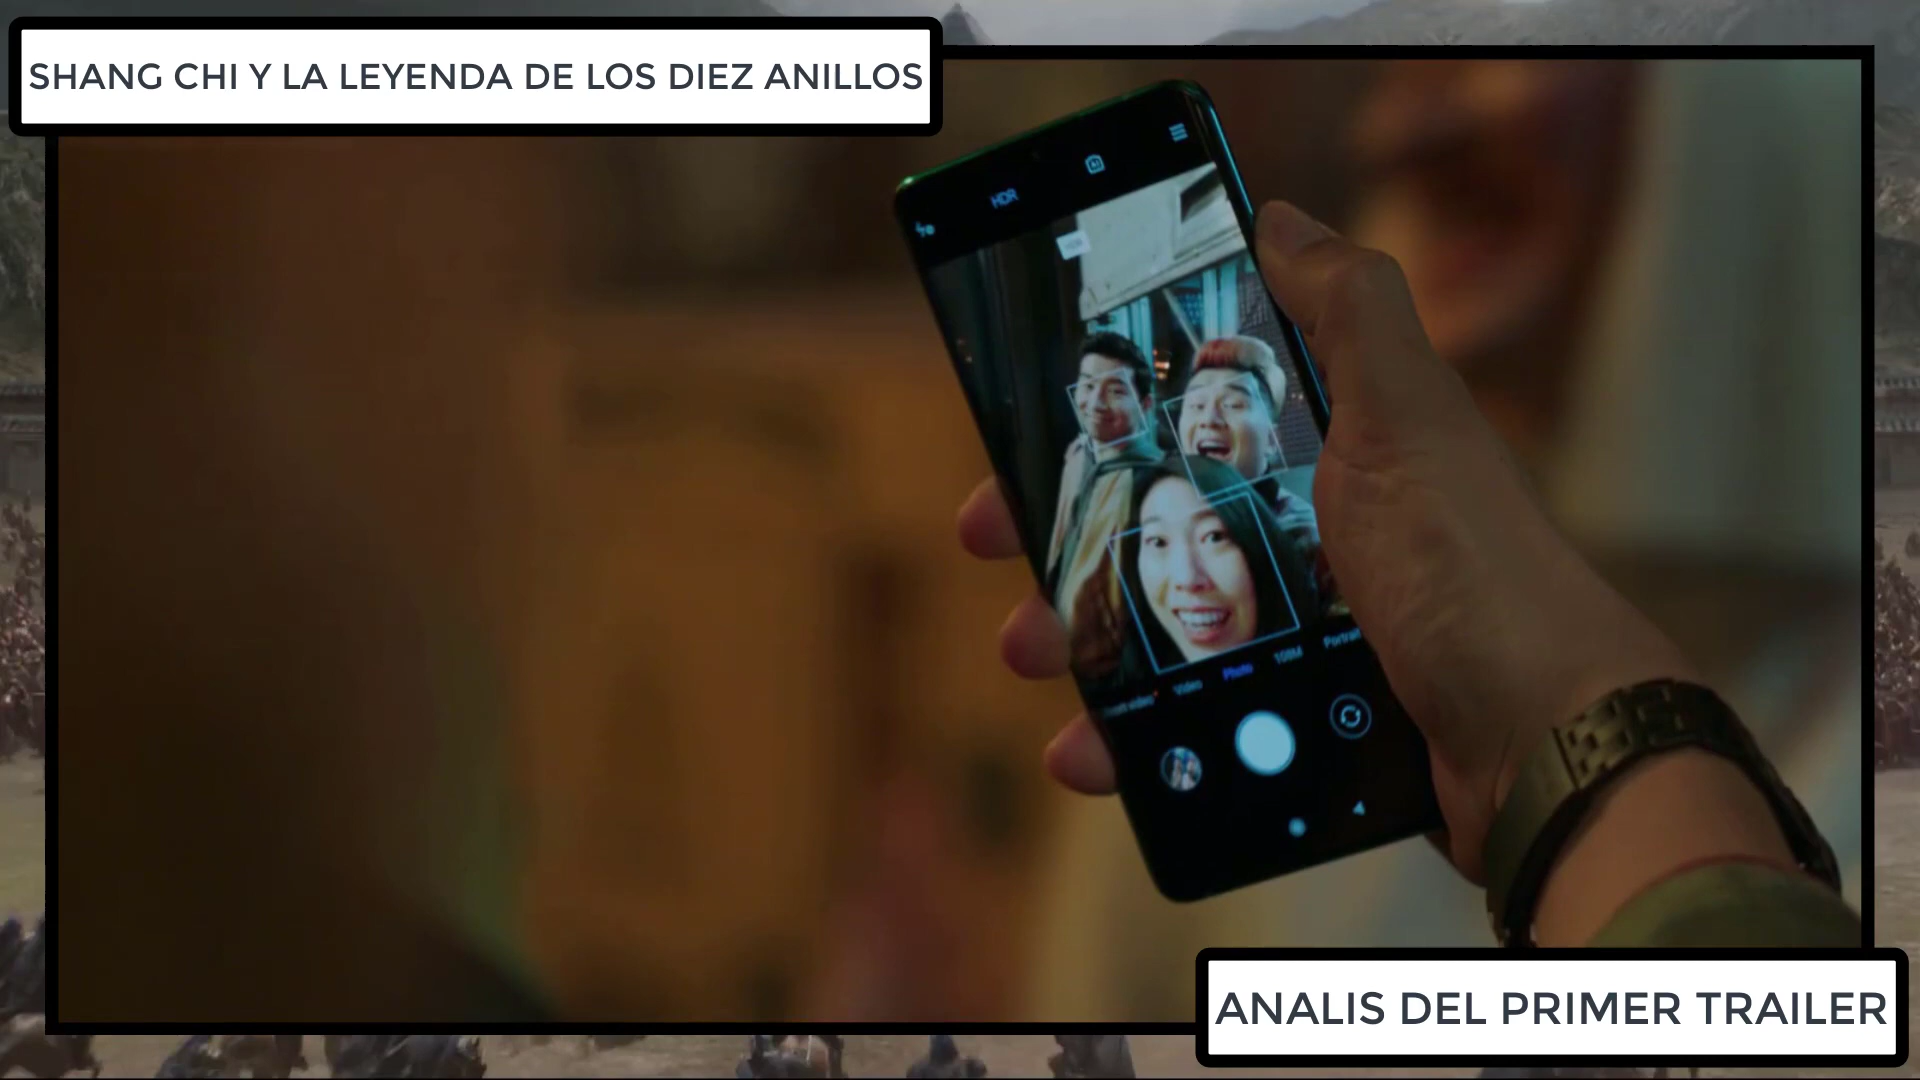 SHANG CHI Y LA LEYENDA DE LOS DIEZ ANILLOS
HDR
Video
Photo
108M
Portrait
ANALIS DEL PRIMER TRAILER